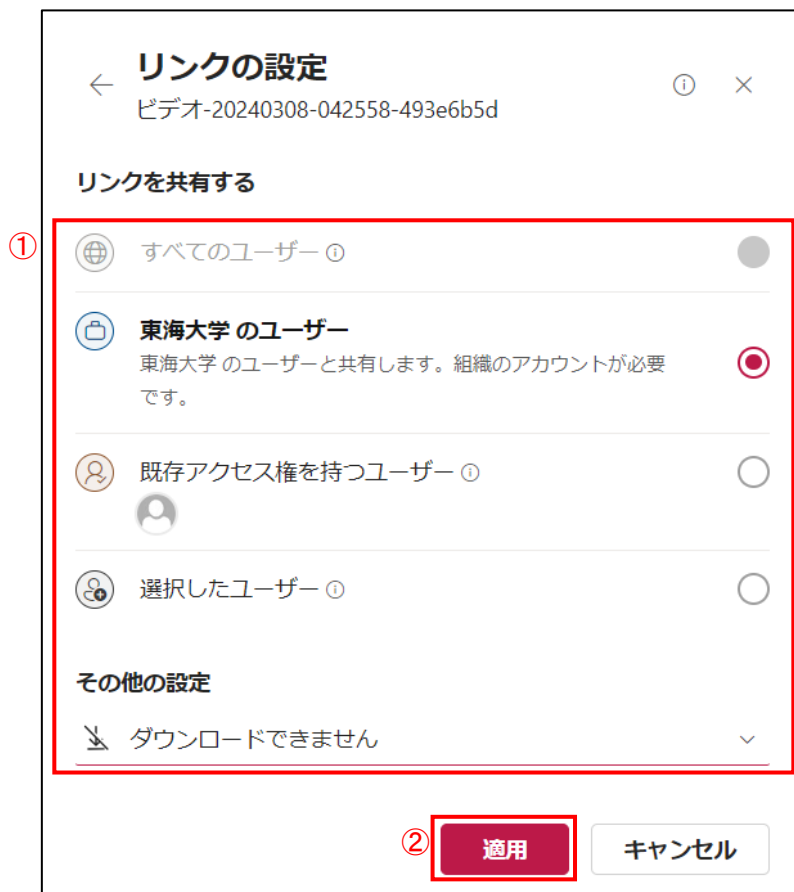 リンクの設定
ビデオ-20240308-042558-493e6b5d
リンクを共有する
①
すべてのユーザー
東海大学 のユーザー
東海大学 のユーザーと共有します。組織のアカウントが必要
です。
既存アクセス権を持つユーザー
選択したユーザー
その他の設定
ダウンロードできません
②
適用
キャンセル